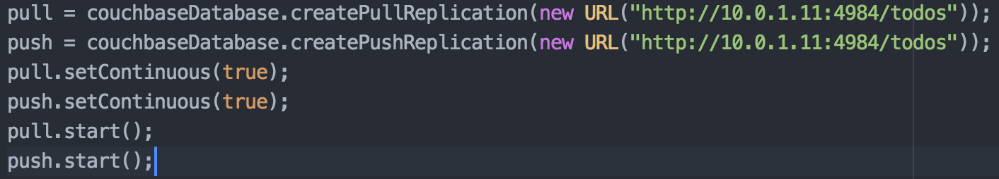 pull = couchbaseDatabase.createPullReplication(new URL("http://10.0.1.11:4984/todos"));
push = couchbaseDatabase.createPushReplication(new URL("http://10.0.1.11:4984/todos"));
pull.setContinuous(true);
push.setContinuous(true);
pull.start();
push.start();